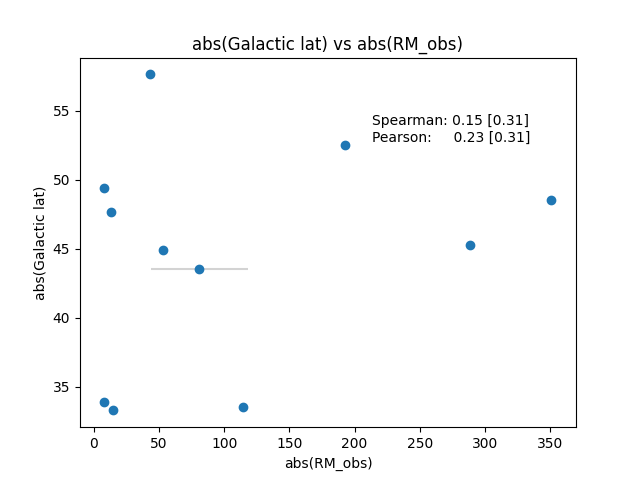 abs(Galactic lat) vs abs(RM_obs)
Spearman: 0.15 [0.31]
Pearson: 0.23 [0.31]
abs(Galactic lat)
55
50
45
40
35
0 50 100 150 200 250 300 350
abs(RM_obs)